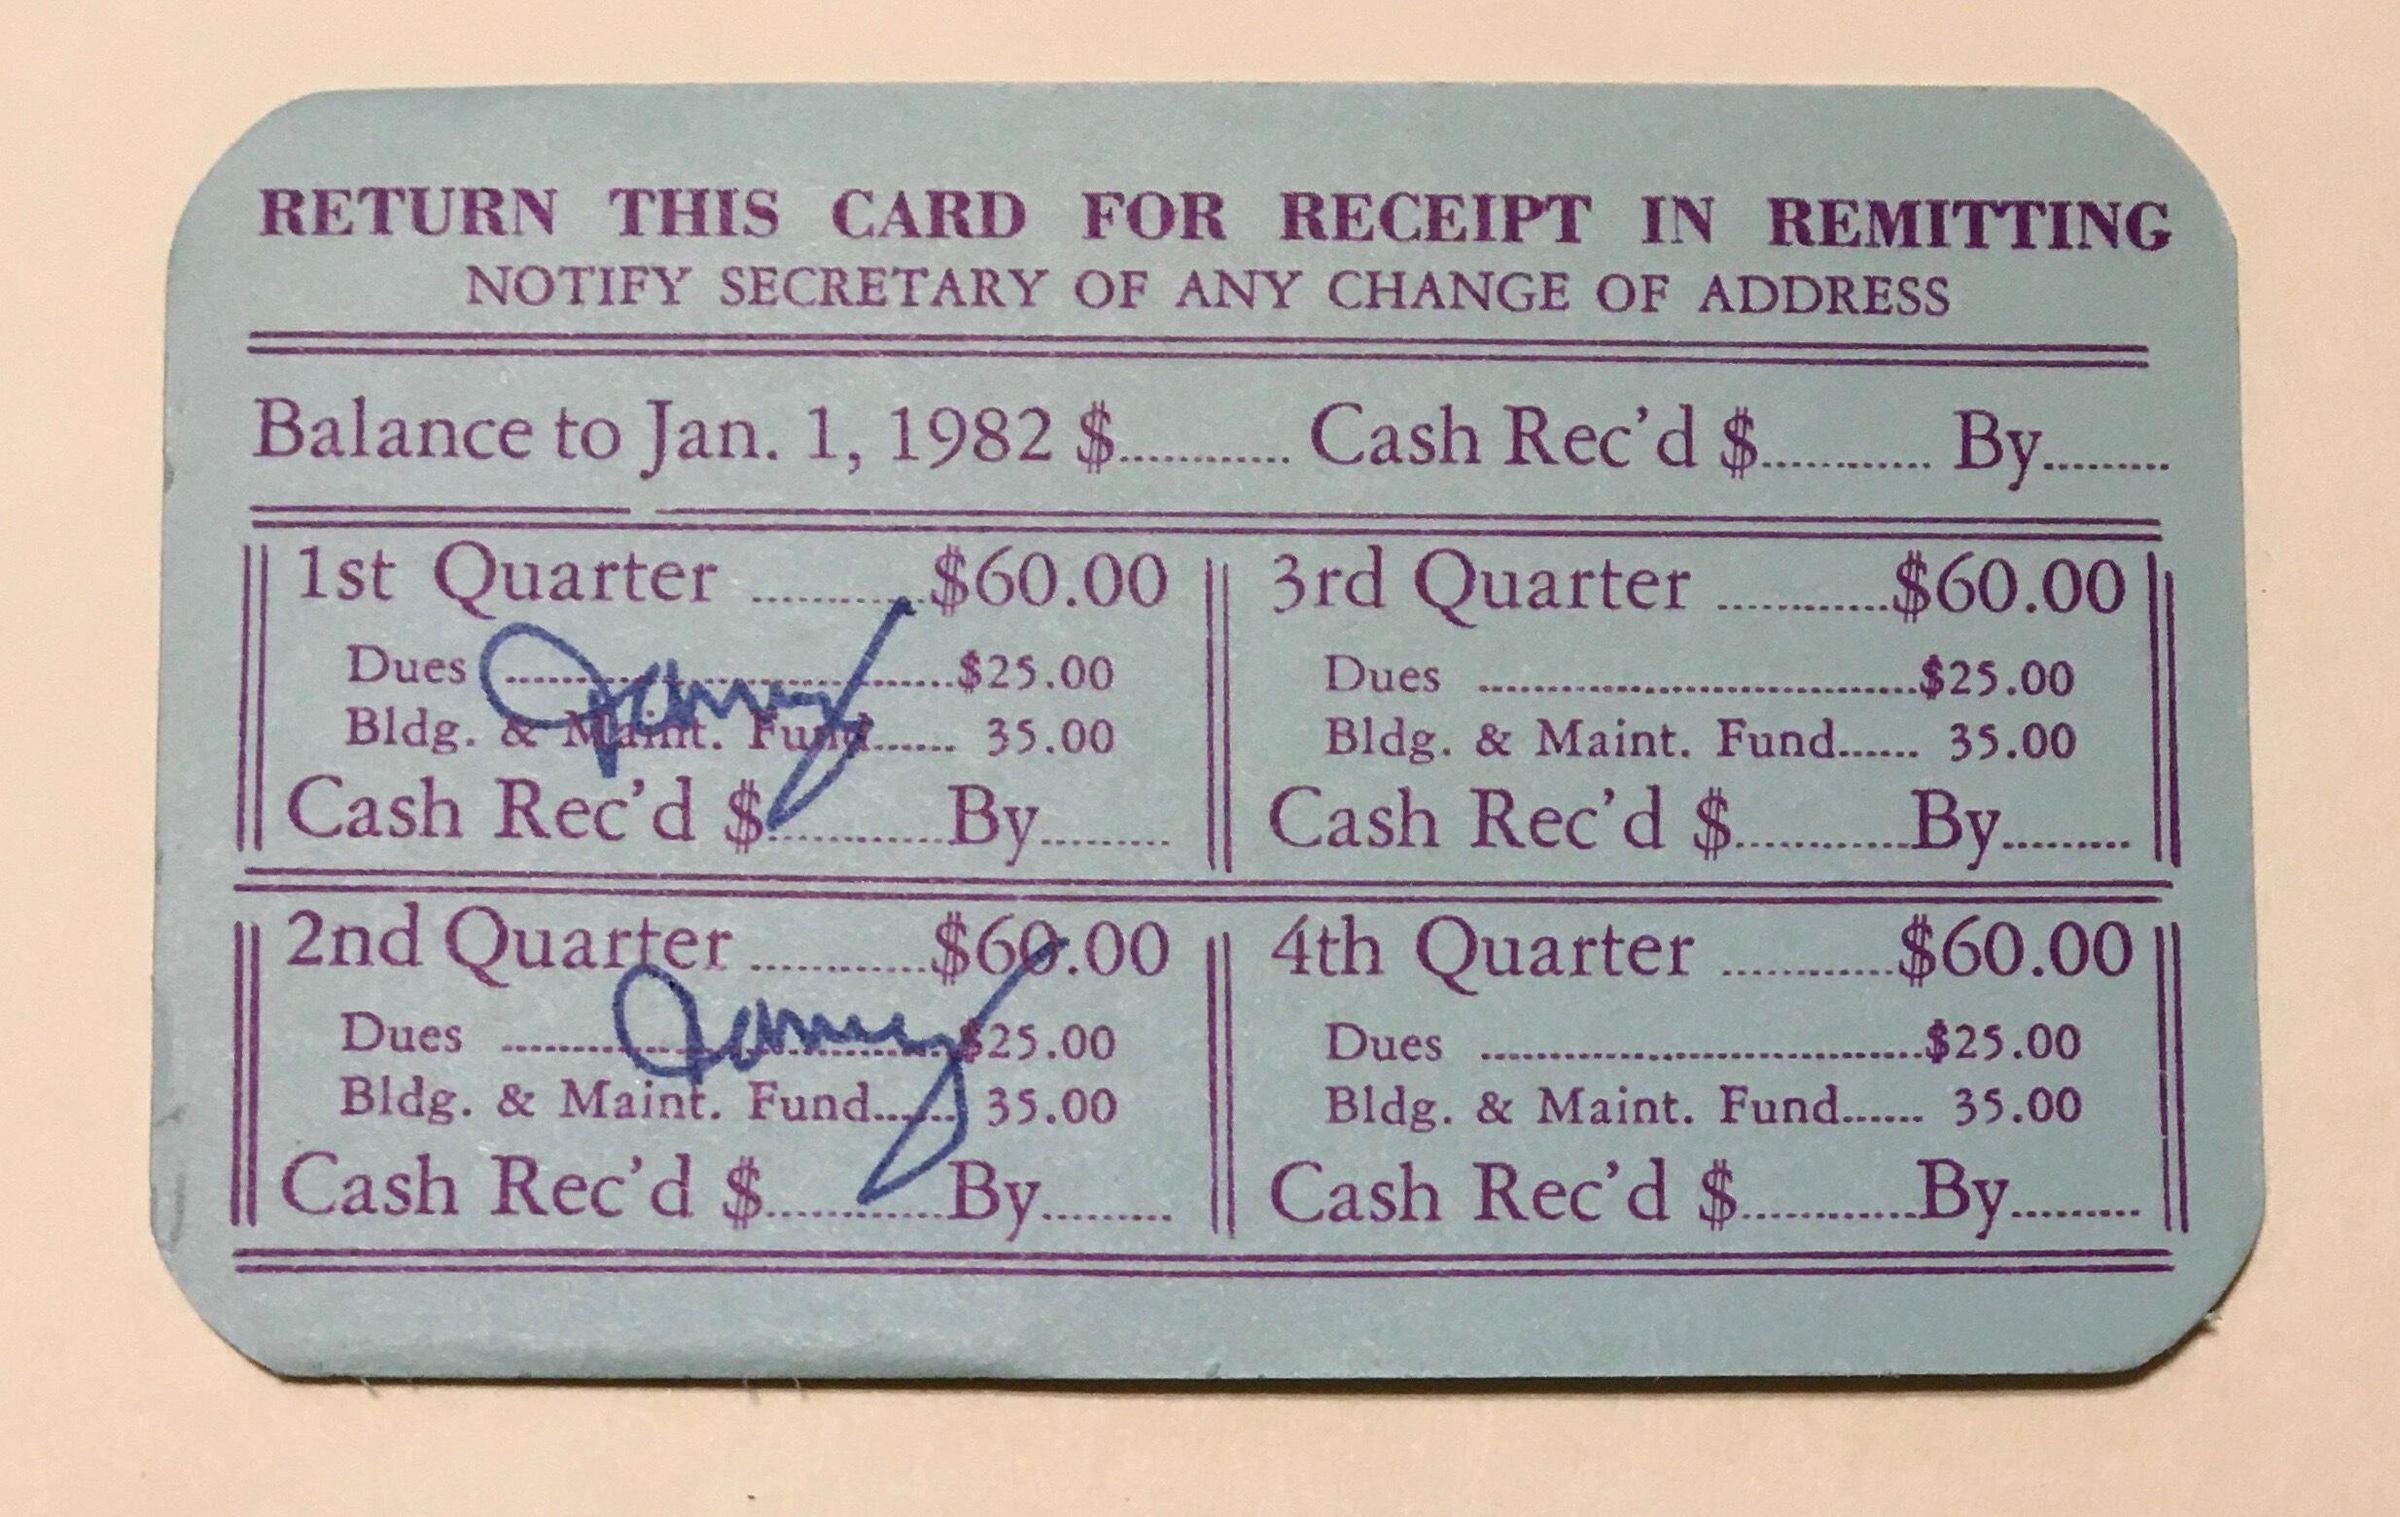 RETURN THIS CARD FOR RECEIPT IN REMITTING
NOTIFY SECRETARY OF ANY CHANGE OF ADDRESS
Balance to Jan. 1, 1982 $............ Cash Rec'd $............ By.........
1st Quarter ............$60.00
Dues ................................$25.00
Bldg. & Maint. Fund...... 35.00
Cash Rec'd $.............By.........
2nd Quarter ............$60.00
Dues ................................$25.00
Bldg. & Maint. Fund...... 35.00
Cash Rec'd $.............By.........
3rd Quarter ............$60.00
Dues ................................$25.00
Bldg. & Maint. Fund...... 35.00
Cash Rec'd $.............By.........
4th Quarter ............$60.00
Dues ................................$25.00
Bldg. & Maint. Fund...... 35.00
Cash Rec'd $.............By.........